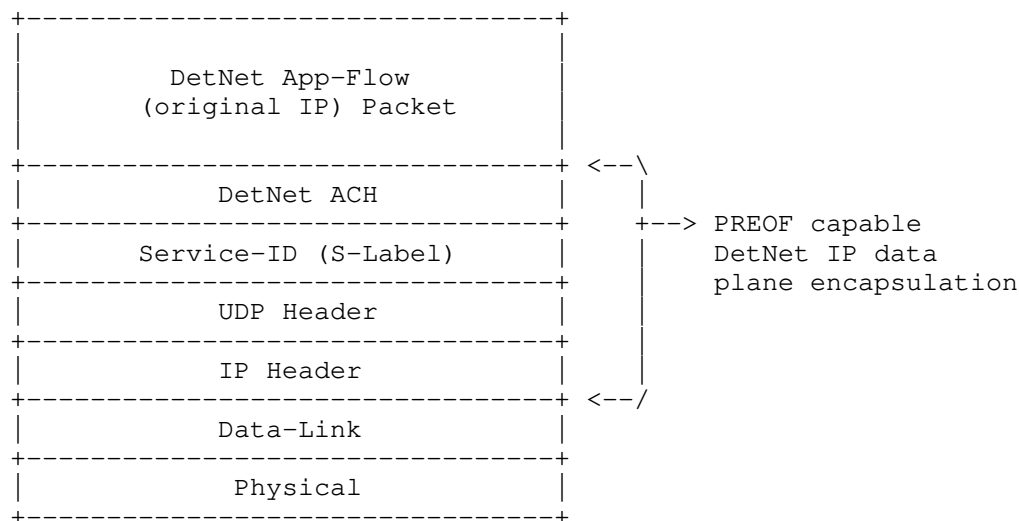 DetNet App-Flow
(original IP) Packet
<--\
DetNet ACH
+--> PREOF capable
Service-ID (S-Label) DetNet IP data
plane encapsulation
UDP Header
IP Header
<--/
Data-Link
Physical